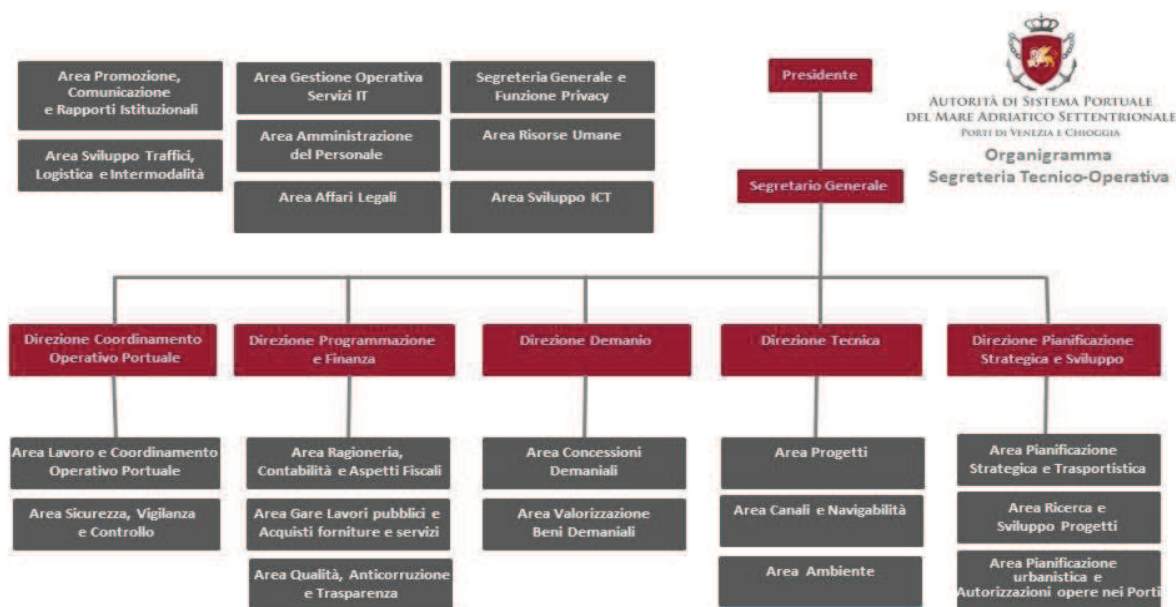 Area Promozione,
Comunicazione
e Rapporti Istituzionali
Area Sviluppo Traffici,
Logistica e Intermodalità
Area Gestione Operativa
Servizi IT
Area Amministrazione
del Personale
Area Affari Legali
Segreteria Generale e
Funzione Privacy
Area Risorse Umane
Area Sviluppo ICT
Presidente
Segretario Generale
AUTORITÀ DI SISTEMA PORTUALE
DEL MARE ADRIATICO SETTENTRIONALE
PORTI DI VENEZIA E CHIOGGIA
Organigramma
Segreteria Tecnico-Operativa
Direzione Coordinamento
Operativo Portuale
Direzione Programmazione
e Finanza
Direzione Demanio
Direzione Tecnica
Direzione Pianificazione
Strategica e Sviluppo
Area Lavoro e Coordinamento
Operativo Portuale
Area Sicurezza, Vigilanza
e Controllo
Area Ragioneria,
Contabilità e Aspetti Fiscali
Area Gare Lavori pubblici e
Acquisti forniture e servizi
Area Qualità, Anticorruzione
e Trasparenza
Area Concessioni
Demaniali
Area Valorizzazione
Beni Demaniali
Area Progetti
Area Canali e Navigabilità
Area Ambiente
Area Pianificazione
Strategica e Trasportistica
Area Ricerca e
Sviluppo Progetti
Area Pianificazione
urbanistica e
Autorizzazioni opere nei Porti